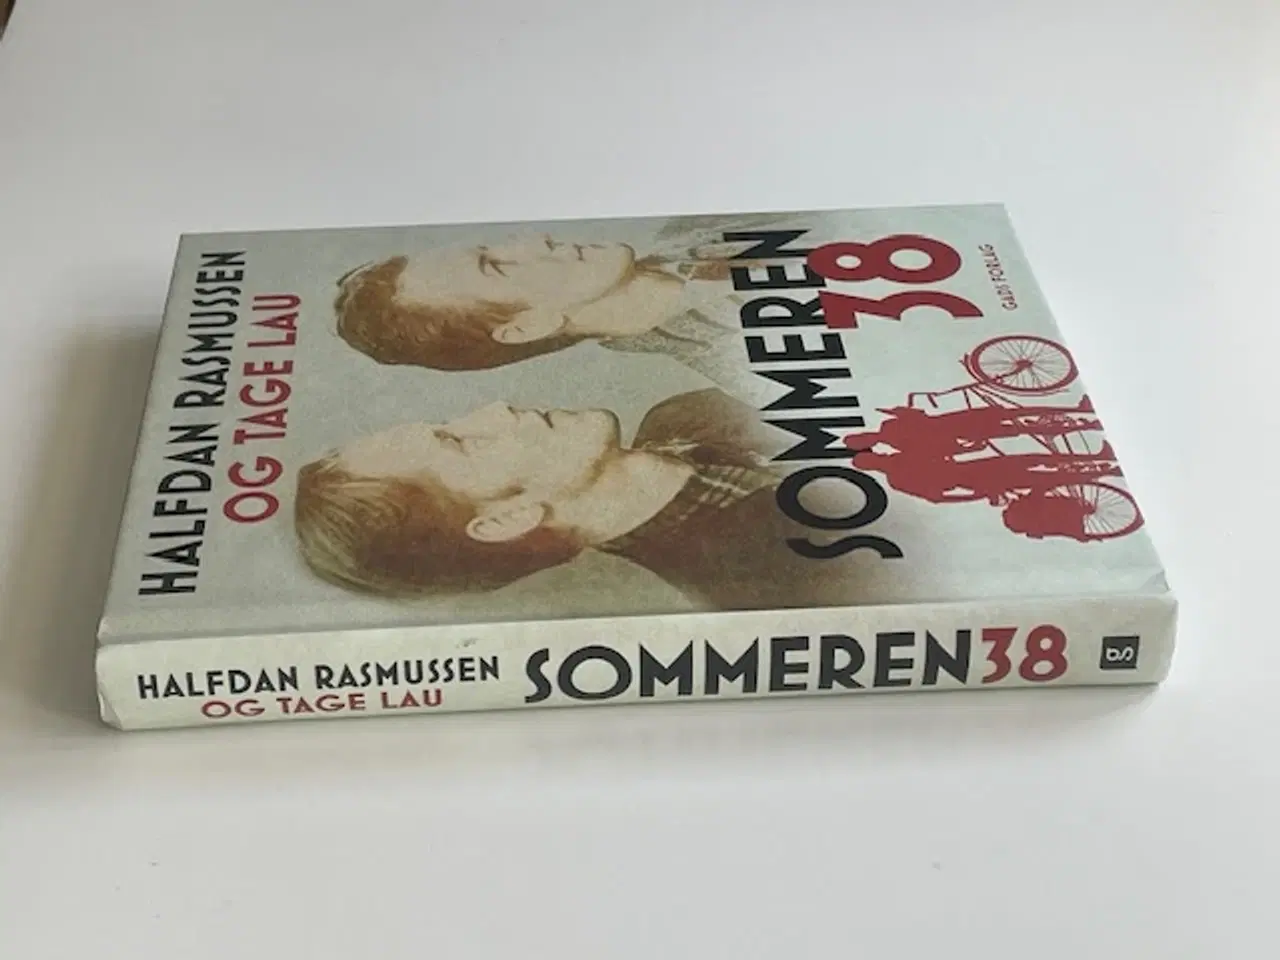 HALFDAN RASMUSSEN
OG TAGE LAU
SOMMEREN
38
GADS FORLAG
HALFDAN RASMUSSEN
OG TAGE LAU
SOMMEREN38